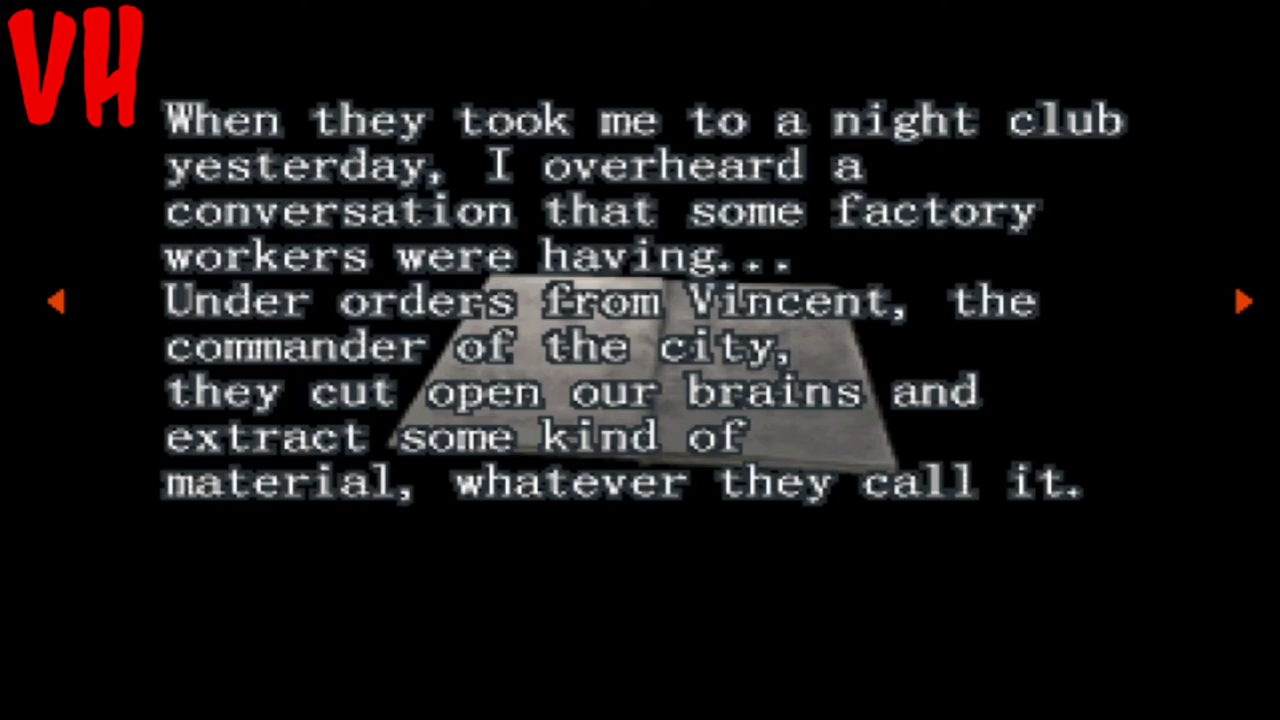 VH
When they took me to a night club
yesterday, I overheard a
conversation that some factory
workers were having...
Under orders from Vincent, the
commander of the city,
they cut open our brains and
extract some kind of
material, whatever they call it.